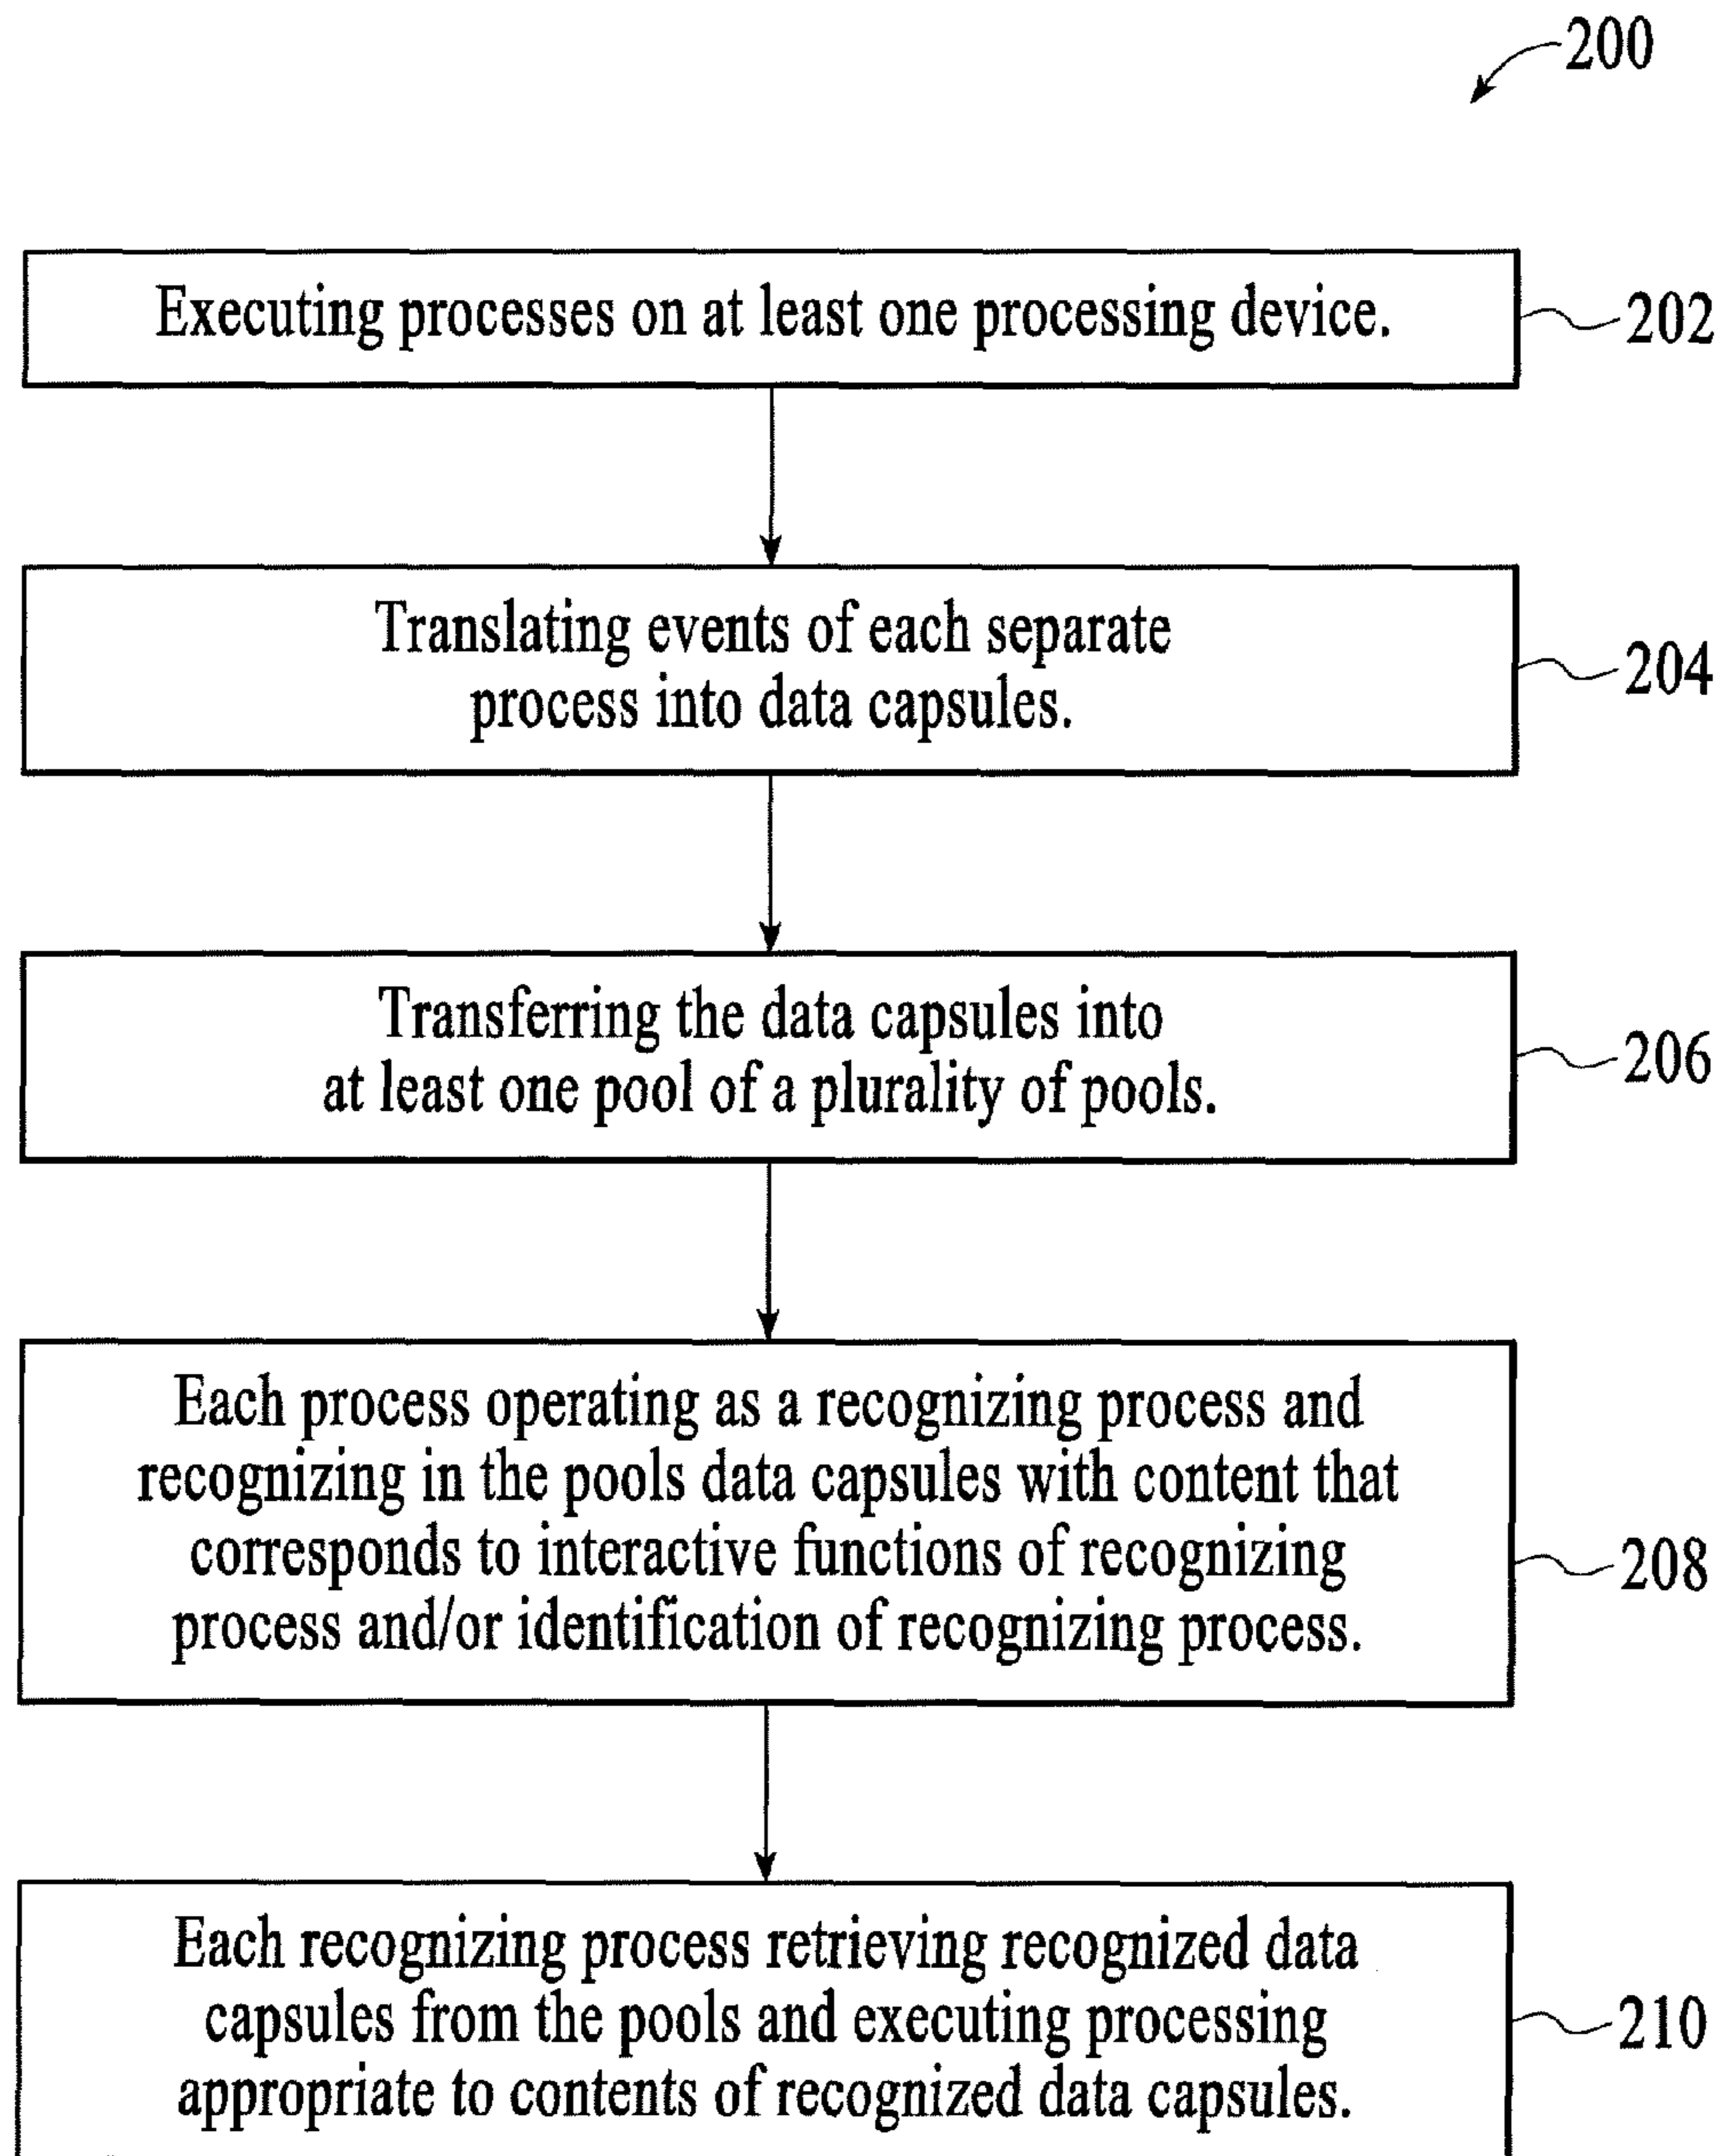 200
Executing processes on at least one processing device.
202
Translating events of each separate
process into data capsules.
204
Transferring the data capsules into
at least one pool of a plurality of pools.
206
Each process operating as a recognizing process and
recognizing in the pools data capsules with content that
corresponds to interactive functions of recognizing
process and/or identification of recognizing process.
208
Each recognizing process retrieving recognized data
capsules from the pools and executing processing
appropriate to contents of recognized data capsules.
210